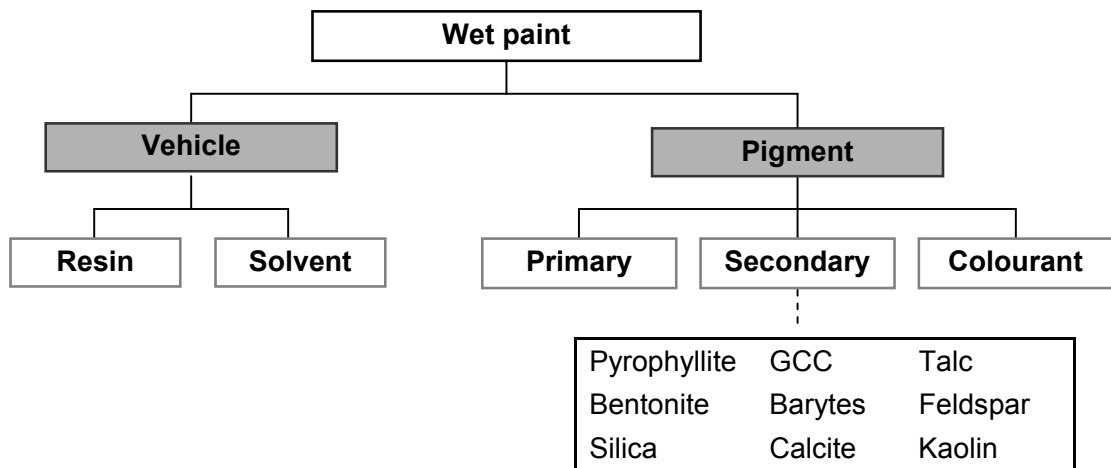 Wet paint
Vehicle
Pigment
Resin
Solvent
Primary
Secondary
Colourant
Pyrophyllite GCC Talc
Bentonite Barytes Feldspar
Silica Calcite Kaolin